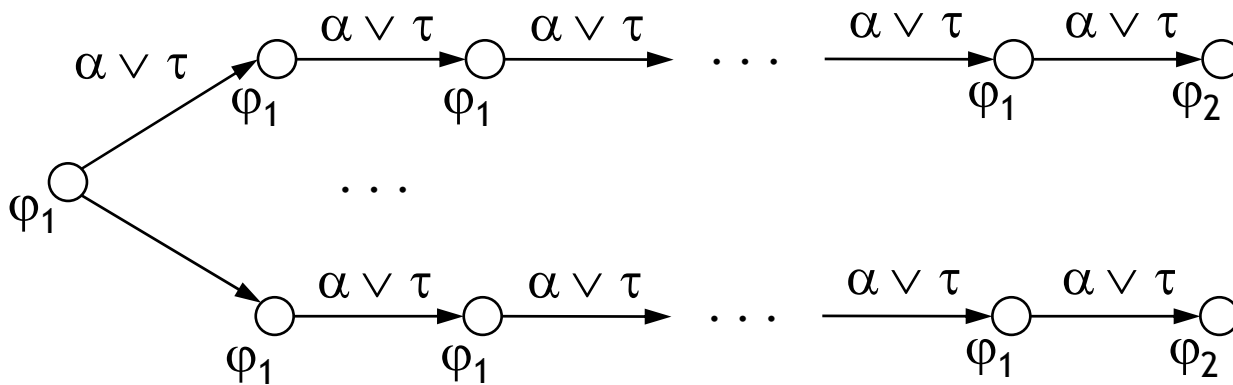 α ∨ τ α ∨ τ α ∨ τ α ∨ τ
α ∨ τ
. . .
φ1 φ1 φ1 φ2
. . .
φ1
α ∨ τ α ∨ τ α ∨ τ α ∨ τ
. . .
φ1 φ1 φ1 φ2